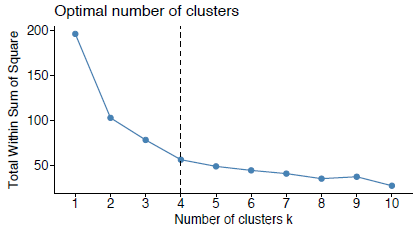 Optimal number of clusters
Total Within Sum of Square
200
150
100
50
1 2 3 4 5 6 7 8 9 10
Number of clusters k